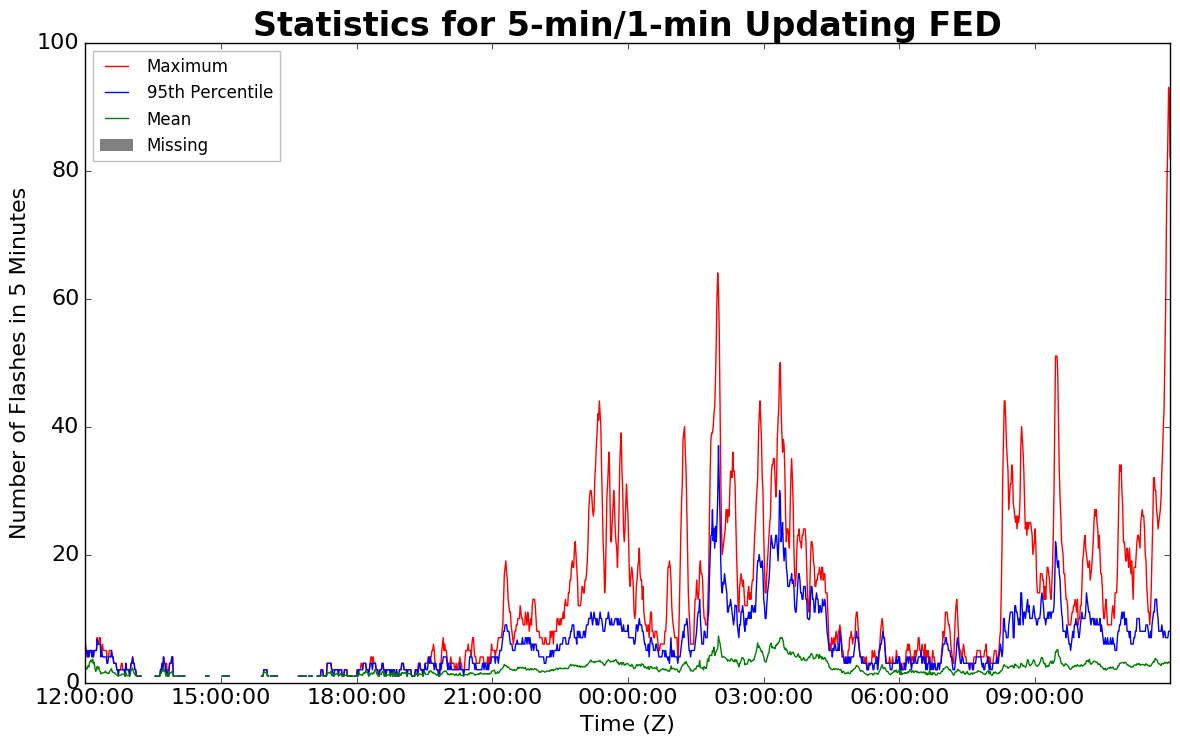 Statistics for 5-min/1-min Updating FED
100
80
60
40
20
0
Number of Flashes in 5 Minutes
Maximum
95th Percentile
Mean
Missing
12:00:00 15:00:00 18:00:00 21:00:00 00:00:00 03:00:00 06:00:00 09:00:00
Time (Z)